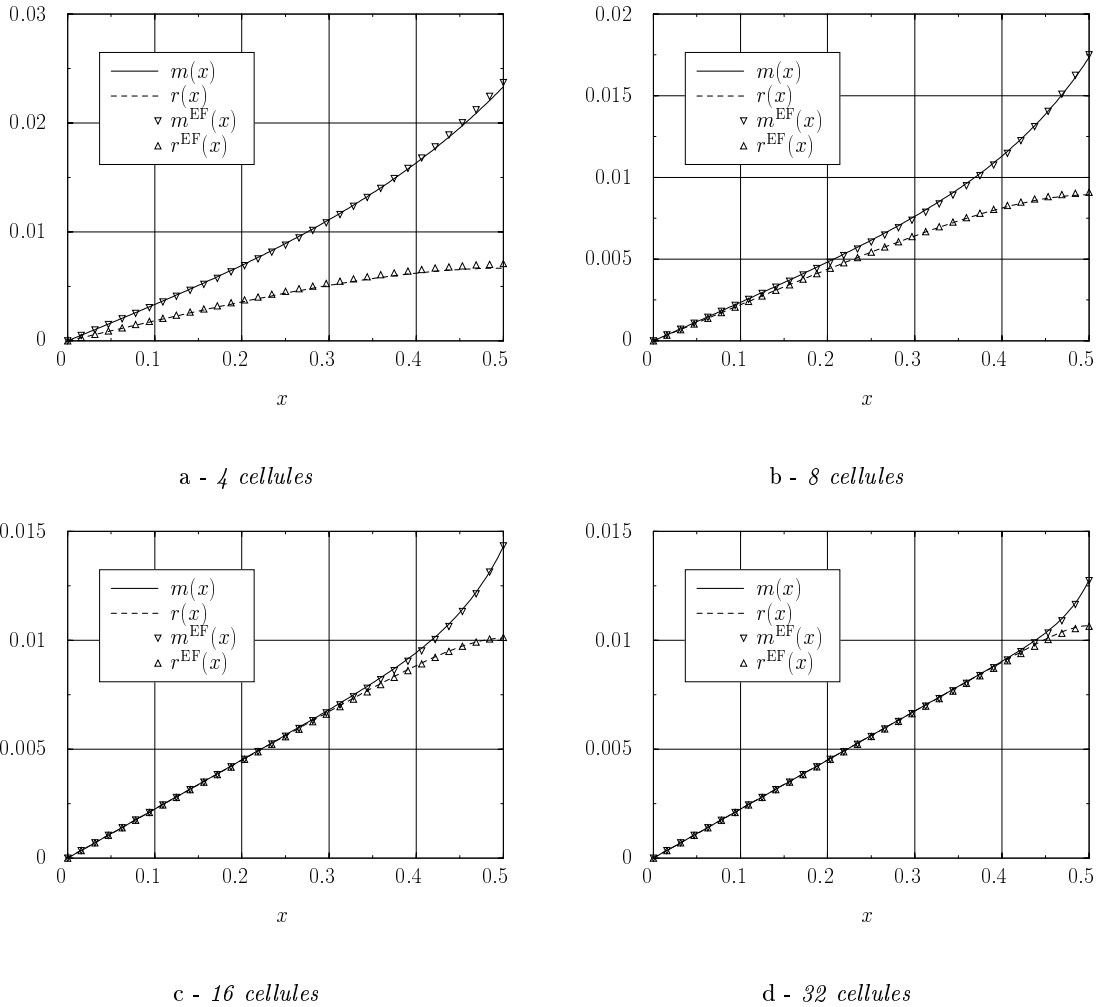 0.03
0.02
0.01
0
0 0.1 0.2 0.3 0.4 0.5
x
m(x)
r(x)
m^EF(x)
r^EF(x)
a - 4 cellules
0.02
0.015
0.01
0.005
0
0 0.1 0.2 0.3 0.4 0.5
x
m(x)
r(x)
m^EF(x)
r^EF(x)
b - 8 cellules
0.015
0.01
0.005
0
0 0.1 0.2 0.3 0.4 0.5
x
m(x)
r(x)
m^EF(x)
r^EF(x)
c - 16 cellules
0.015
0.01
0.005
0
0 0.1 0.2 0.3 0.4 0.5
x
m(x)
r(x)
m^EF(x)
r^EF(x)
d - 32 cellules